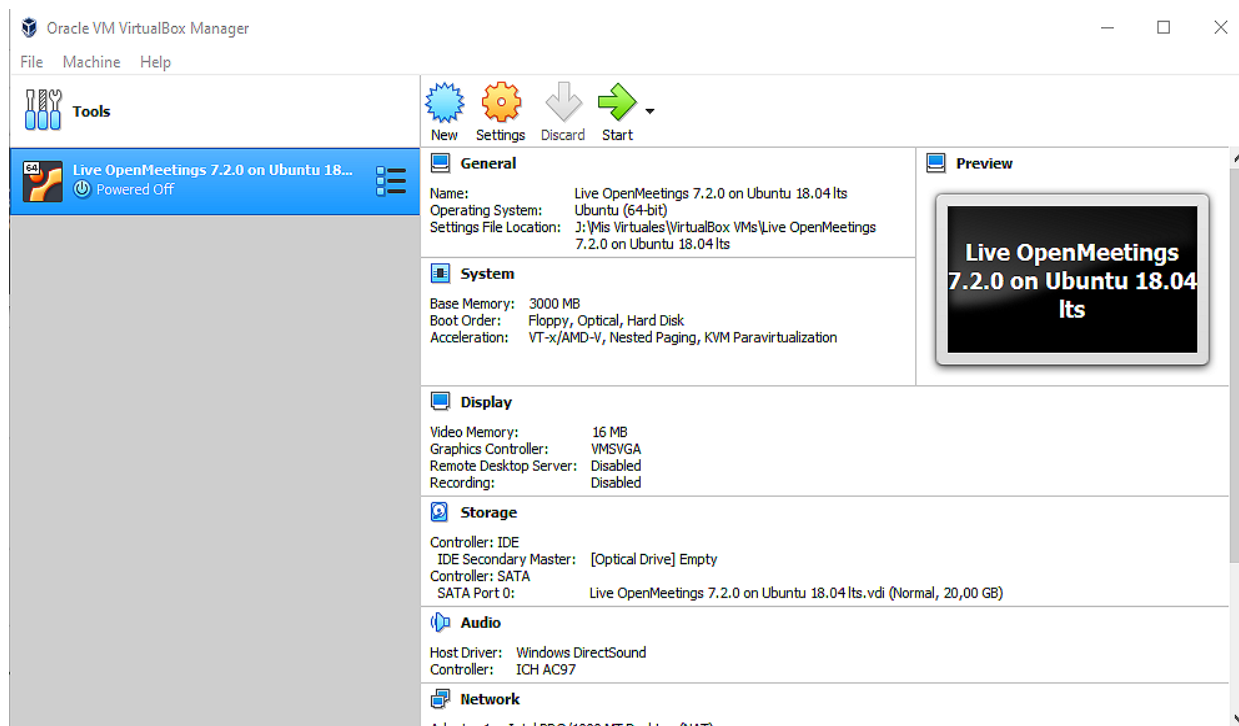 Oracle VM VirtualBox Manager
File Machine Help
Tools
New Settings Discard Start
64
Live OpenMeetings 7.2.0 on Ubuntu 18...
Powered Off
General
Name: Live OpenMeetings 7.2.0 on Ubuntu 18.04 lts
Operating System: Ubuntu (64-bit)
Settings File Location: J:\Mis Virtuales\VirtualBox VMs\Live OpenMeetings
7.2.0 on Ubuntu 18.04 lts
Preview
Live OpenMeetings
7.2.0 on Ubuntu 18.04
lts
System
Base Memory: 3000 MB
Boot Order: Floppy, Optical, Hard Disk
Acceleration: VT-x/AMD-V, Nested Paging, KVM Paravirtualization
Display
Video Memory: 16 MB
Graphics Controller: VMSVGA
Remote Desktop Server: Disabled
Recording: Disabled
Storage
Controller: IDE
IDE Secondary Master: [Optical Drive] Empty
Controller: SATA
SATA Port 0: Live OpenMeetings 7.2.0 on Ubuntu 18.04 lts.vdi (Normal, 20,00 GB)
Audio
Host Driver: Windows DirectSound
Controller: ICH AC97
Network